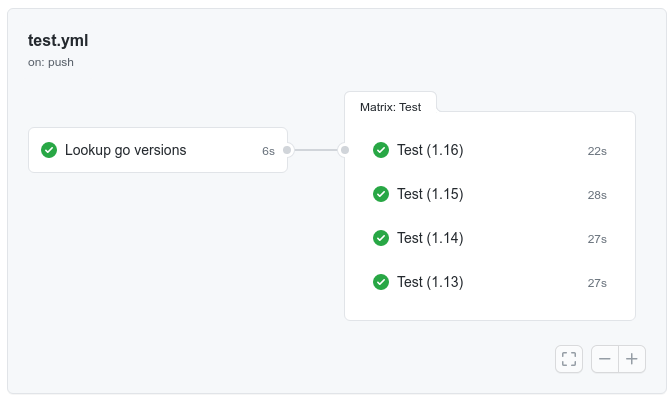 test.yml
on: push
Matrix: Test
Lookup go versions 6s
Test (1.16) 22s
Test (1.15) 28s
Test (1.14) 27s
Test (1.13) 27s